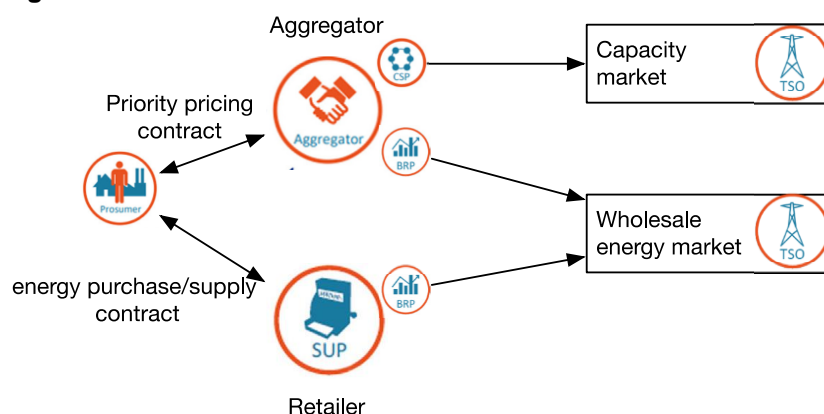 Aggregator
CSP
Capacity
market
TSO
Priority pricing
contract
Aggregator
BRP
Prosumer
Wholesale
energy market
TSO
energy purchase/supply
contract
BRP
SUP
Retailer